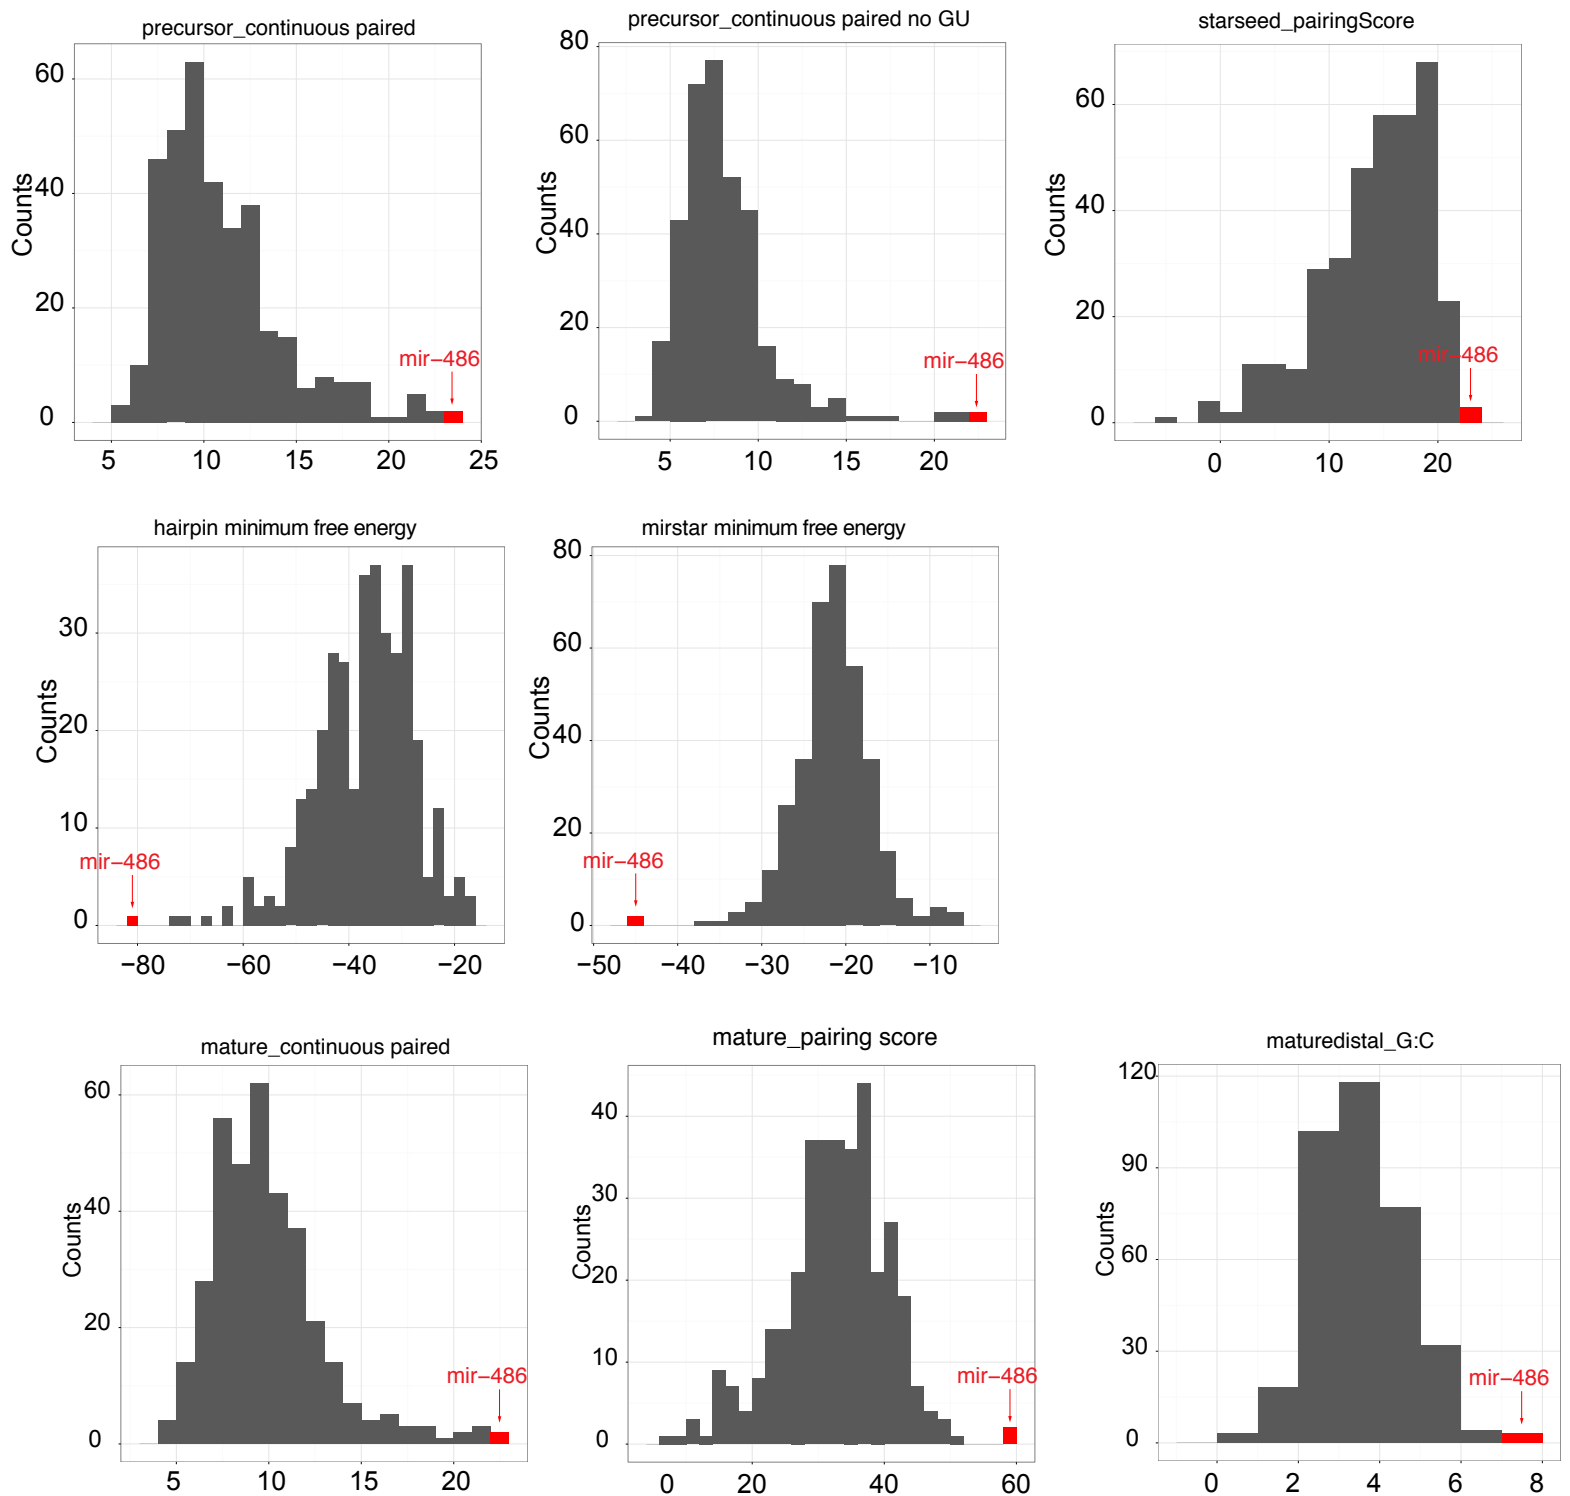 precursor_continuous paired
60
40
20
0
Counts
mir−486
5 10 15 20 25
precursor_continuous paired no GU
80
60
40
20
0
Counts
mir−486
5 10 15 20
starseed_pairingScore
60
40
20
0
Counts
mir−486
0 10 20
hairpin minimum free energy
30
20
10
0
Counts
mir−486
−80 −60 −40 −20
mirstar minimum free energy
80
60
40
20
0
Counts
mir−486
−50 −40 −30 −20 −10
mature_continuous paired
60
40
20
0
Counts
mir−486
5 10 15 20
mature_pairing score
40
30
20
10
0
Counts
mir−486
0 20 40 60
maturedistal_G:C
120
90
60
30
0
Counts
mir−486
0 2 4 6 8